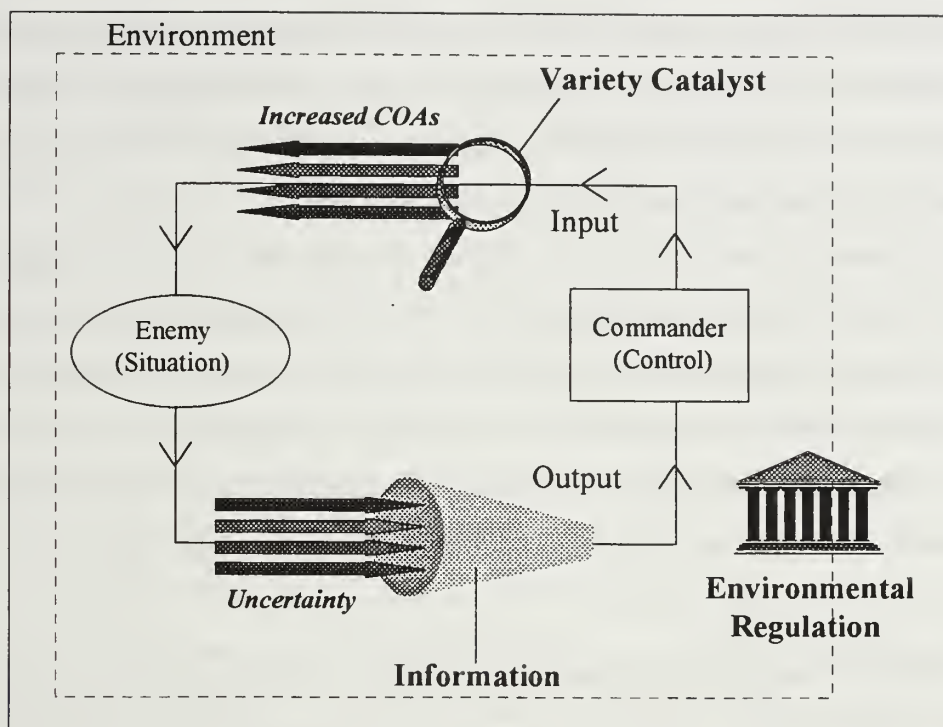 Environment
Variety Catalyst
Increased COAs
Input
Enemy
(Situation)
Commander
(Control)
Output
Uncertainty
Environmental
Regulation
Information